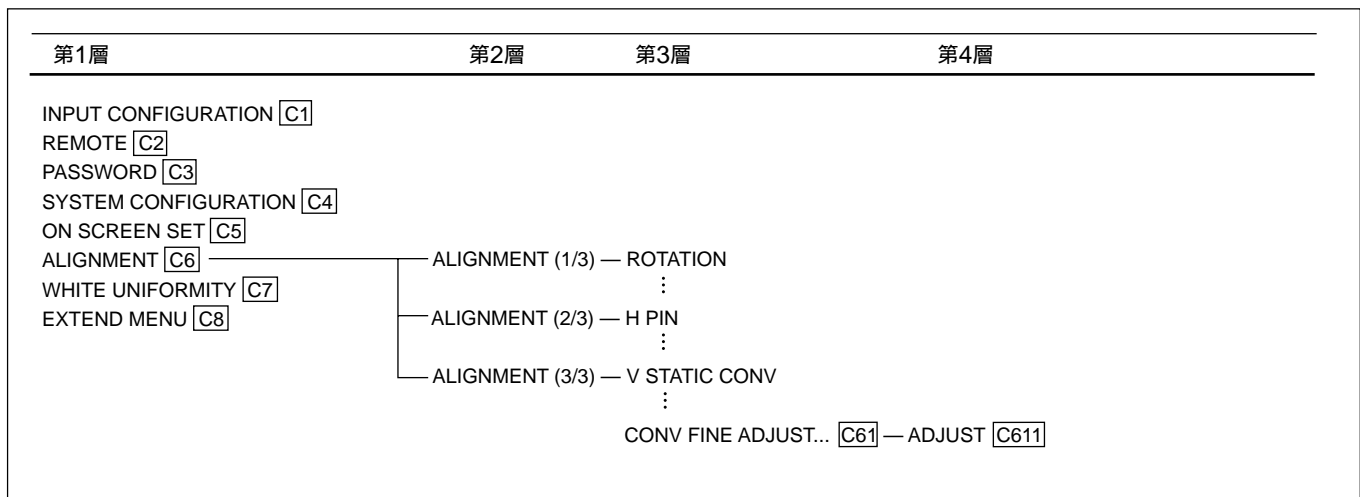 第1層 第2層 第3層 第4層
INPUT CONFIGURATION C1
REMOTE C2
PASSWORD C3
SYSTEM CONFIGURATION C4
ON SCREEN SET C5
ALIGNMENT C6 ALIGNMENT (1/3) — ROTATION
WHITE UNIFORMITY C7
EXTEND MENU C8 ALIGNMENT (2/3) — H PIN
ALIGNMENT (3/3) — V STATIC CONV
CONV FINE ADJUST... C61 — ADJUST C611